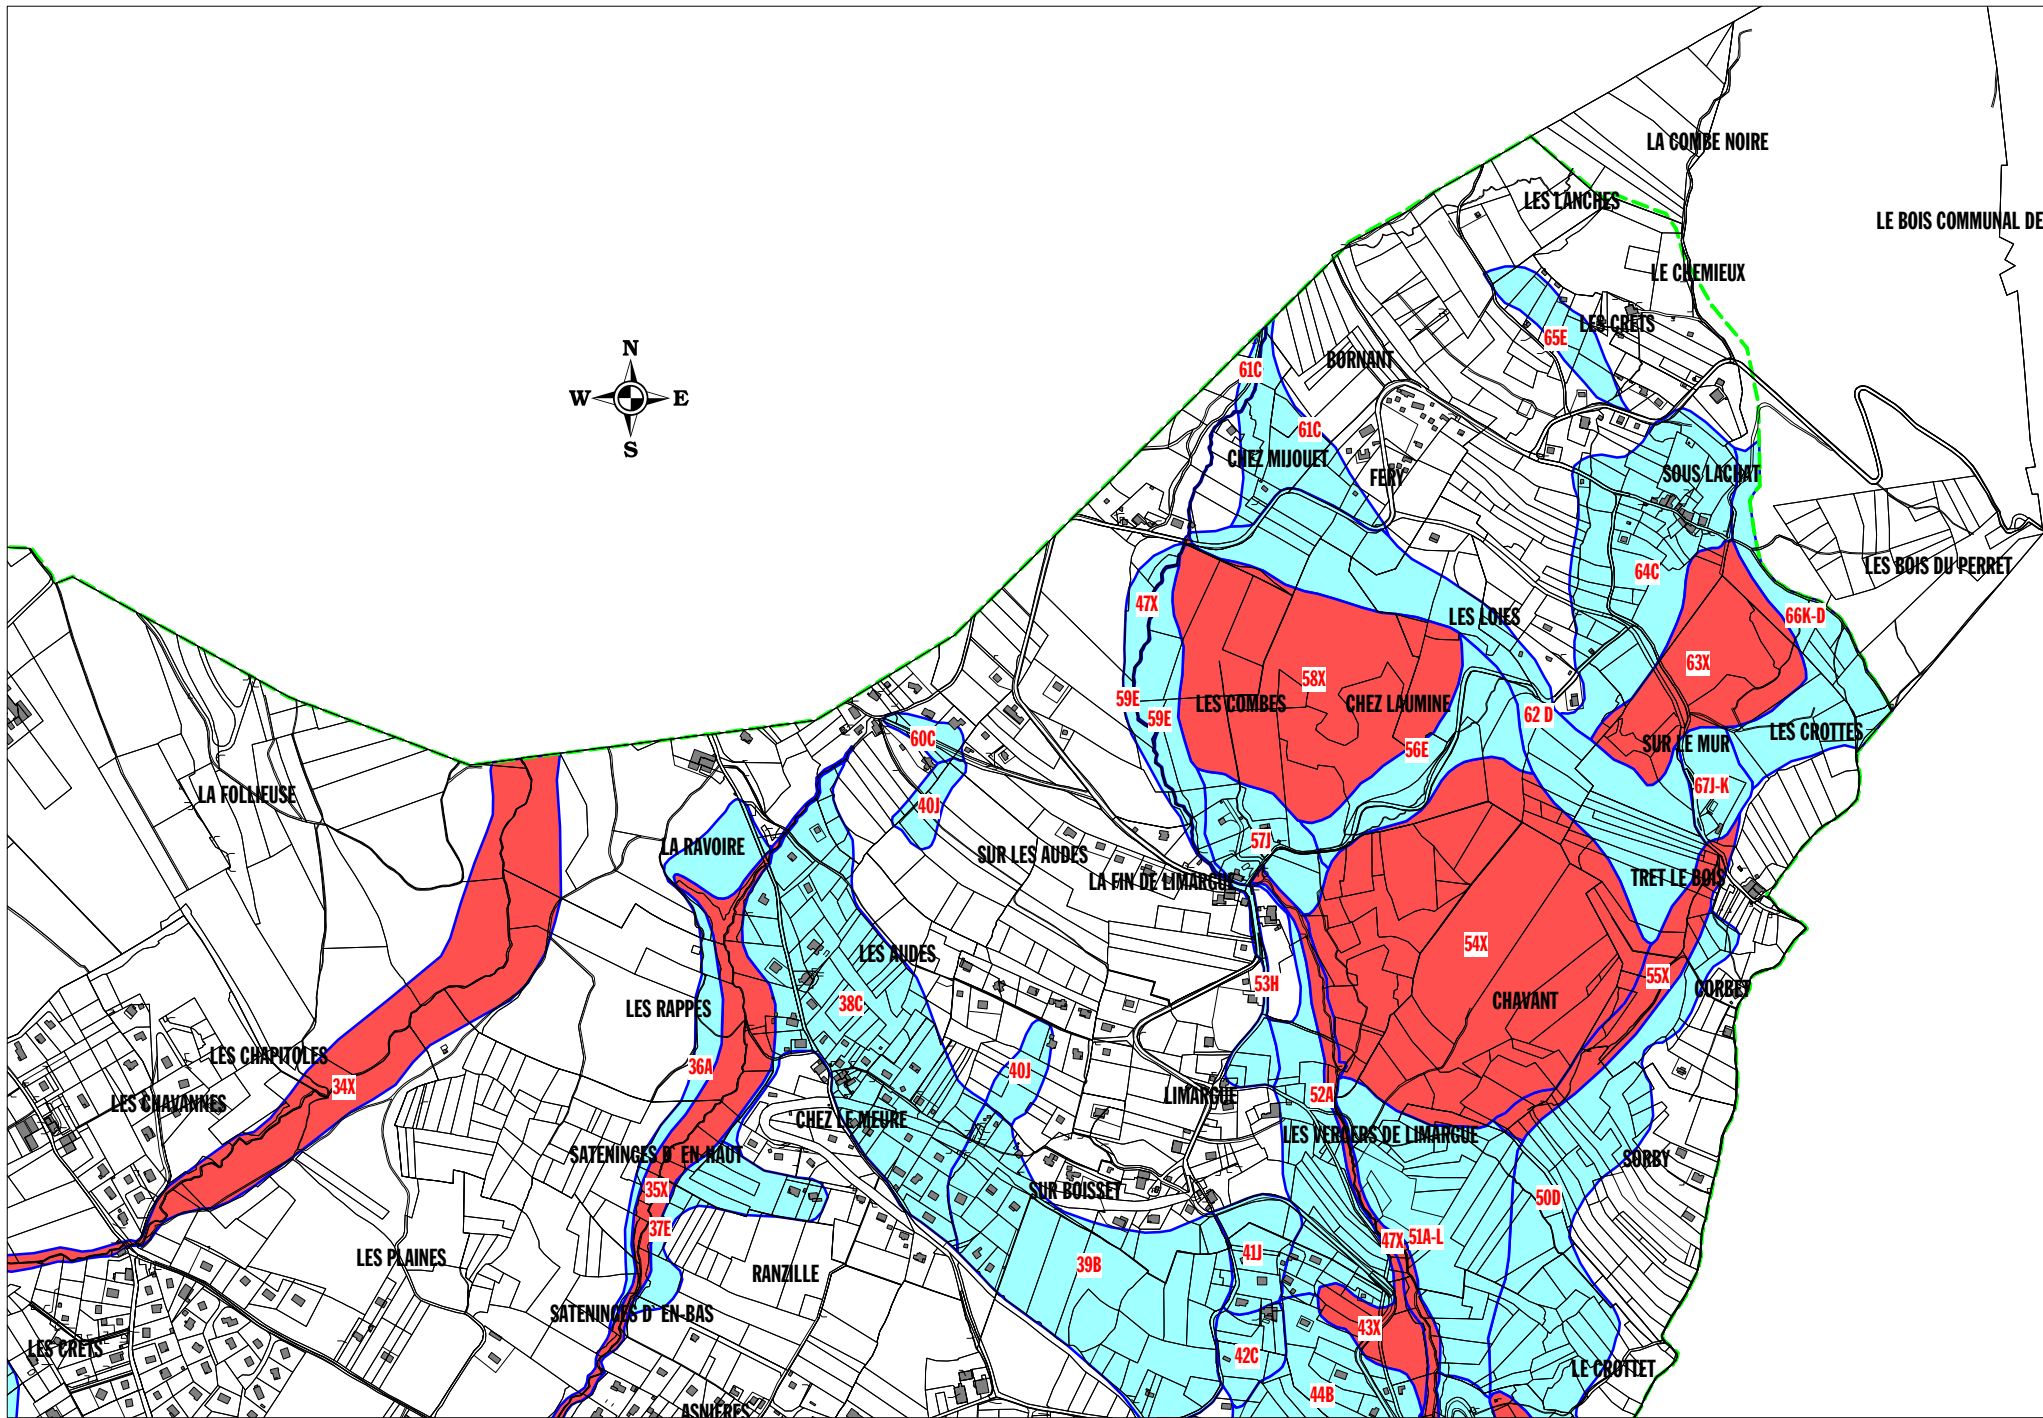 LA COMBE NOIRE
LES LANCHES
LE BOIS COMMUNAL DE
LE CHEMIEUX
LES CRETS
65E
N
W E
S
BORNANT
61C
61C
CHEZ MIJOUET
FERY
SOUS LACHAT
LES BOIS DU PERRET
64C
47X
LES LOIES
66K-D
63X
58X
59E
LES COMBES
CHEZ LAUMINE
59E
62 D
60C
56E
SUR LE MUR
LES CROTTES
67J-K
LA FOLLIEUSE
40J
LA RAVOIRE
57J
SUR LES AUDES
LA FIN DE LIMARGUE
TRET LE BOIS
54X
LES AUDES
55X
53H
CORBET
38C
LES RAPPES
CHAVANT
LES CHAPITOLES
36A
40J
34X
LIMARGUE
52A
LES CHAVANNES
CHEZ LE MEURE
LES VERGERS DE LIMARGUE
SATENINGES D' EN-HAUT
SORBY
35X
SUR BOISSET
50D
37E
47X
51A-L
LES PLAINES
41J
39B
RANZILLE
SATENINGES D' EN-BAS
43X
LES CRETS
42C
LE CROTTET
44B
ASNIÈRES